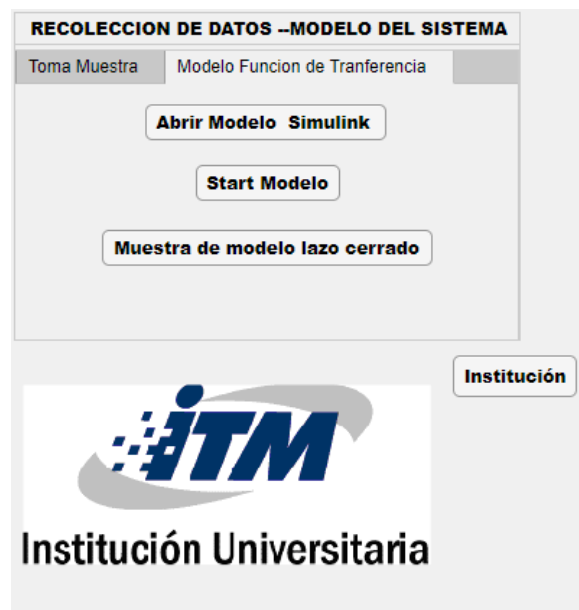 RECOLECCION DE DATOS --MODELO DEL SISTEMA
Toma Muestra Modelo Funcion de Tranferencia
Abrir Modelo Simulink
Start Modelo
Muestra de modelo lazo cerrado
Institución
iTM
Institución Universitaria